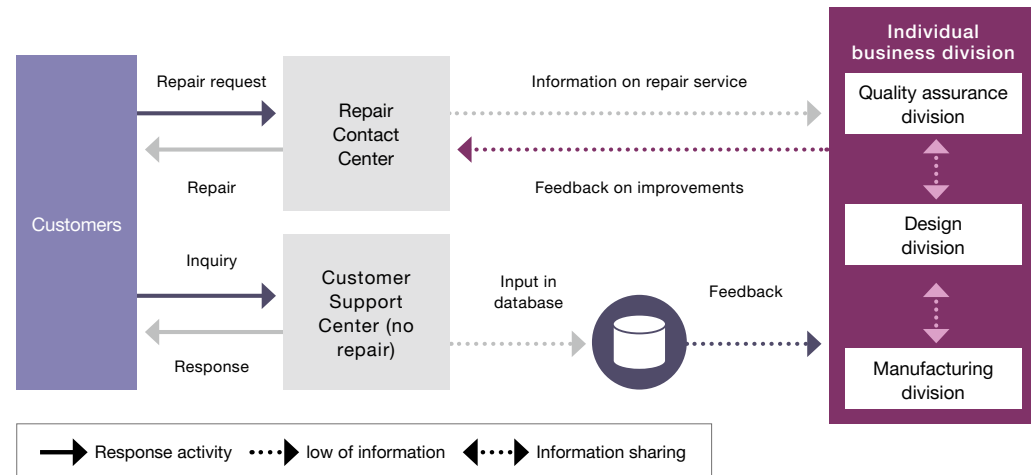 Individual
business division
Repair request
Information on repair service
Quality assurance
division
Repair
Contact
Center
Repair
Feedback on improvements
Customers
Design
division
Inquiry
Customer
Support
Center (no
repair)
Input in
database
Feedback
Response
Manufacturing
division
Response activity
low of information
Information sharing